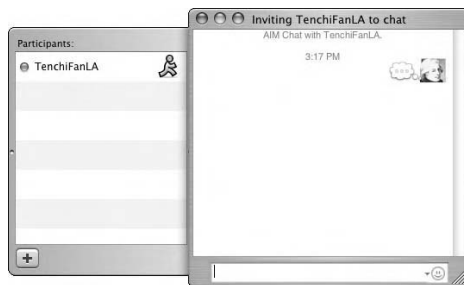 Participants:
TenchiFanLA
Inviting TenchiFanLA to chat
AIM Chat with TenchiFanLA.
3:17 PM